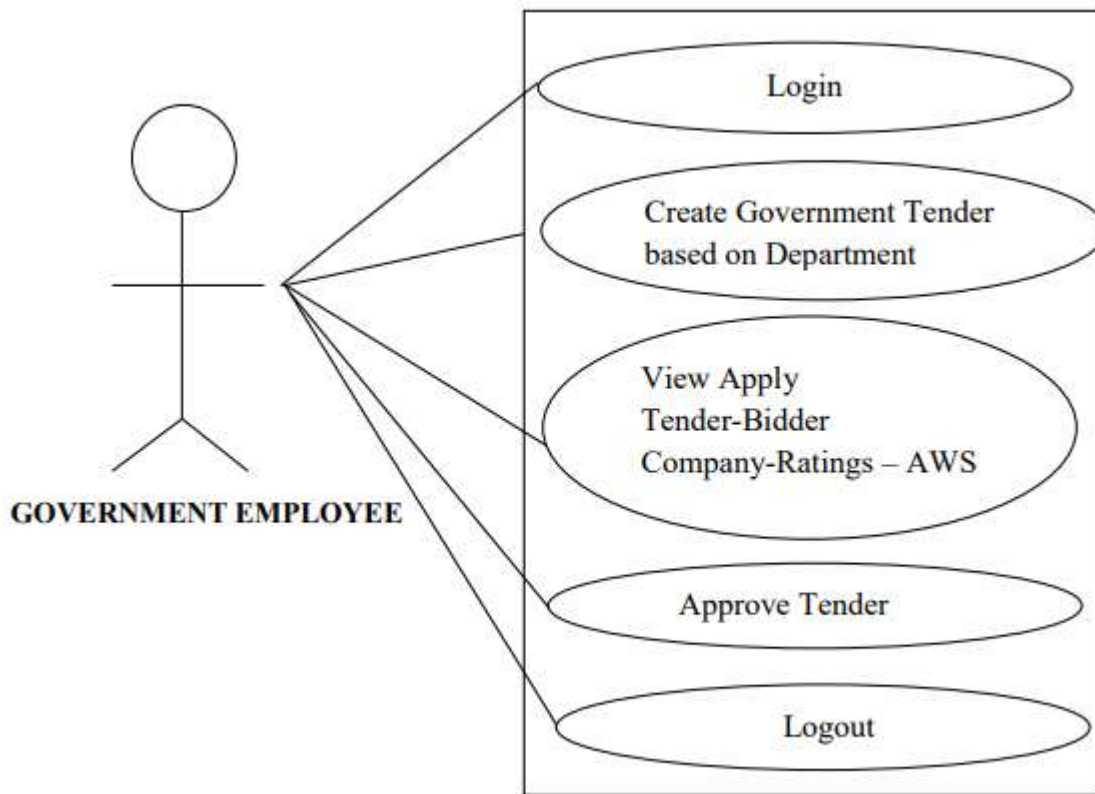 Login
Create Government Tender
based on Department
View Apply
Tender-Bidder
Company-Ratings – AWS
GOVERNMENT EMPLOYEE
Approve Tender
Logout